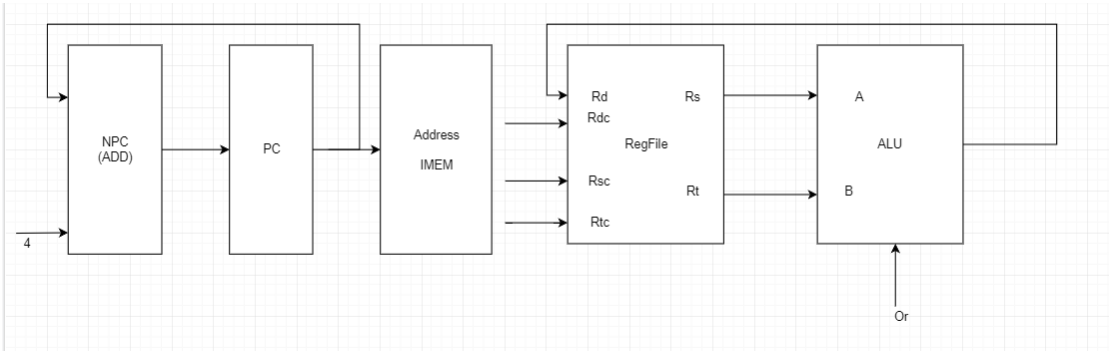 NPC
(ADD)
4
PC
Address
IMEM
Rd
Rdc
Rsc
Rtc
RegFile
Rs
Rt
A
B
ALU
Or